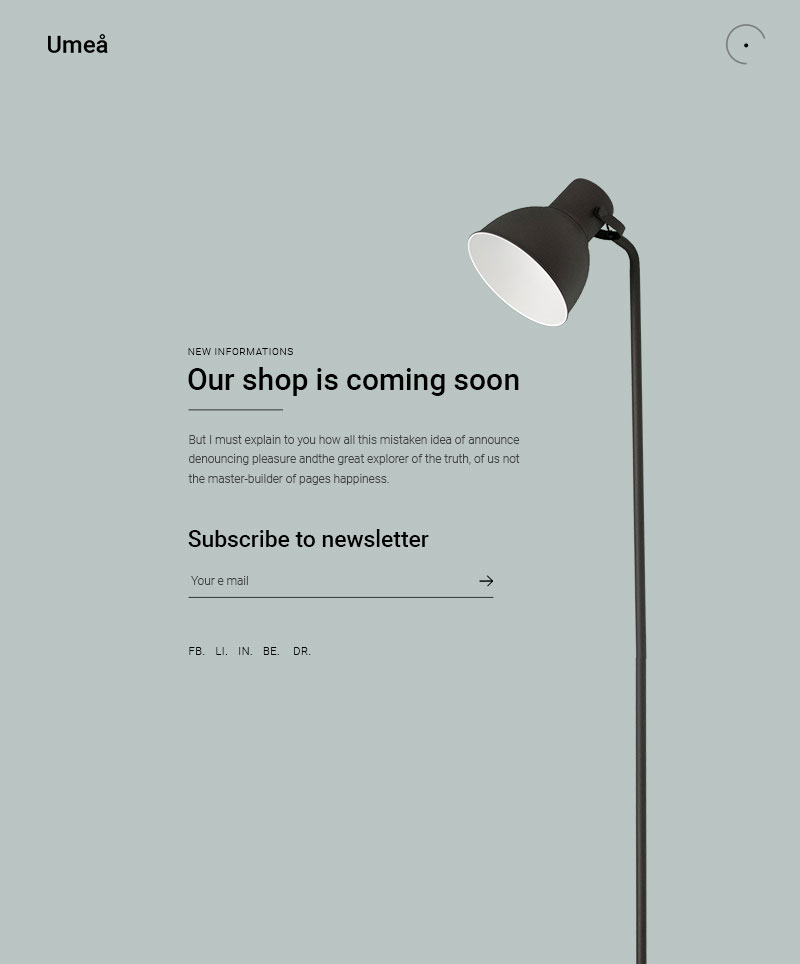 Umeå
NEW INFORMATIONS
Our shop is coming soon
But I must explain to you how all this mistaken idea of announce
denouncing pleasure andthe great explorer of the truth, of us not
the master-builder of pages happiness.
Subscribe to newsletter
Your e mail
FB. LI. IN. BE. DR.